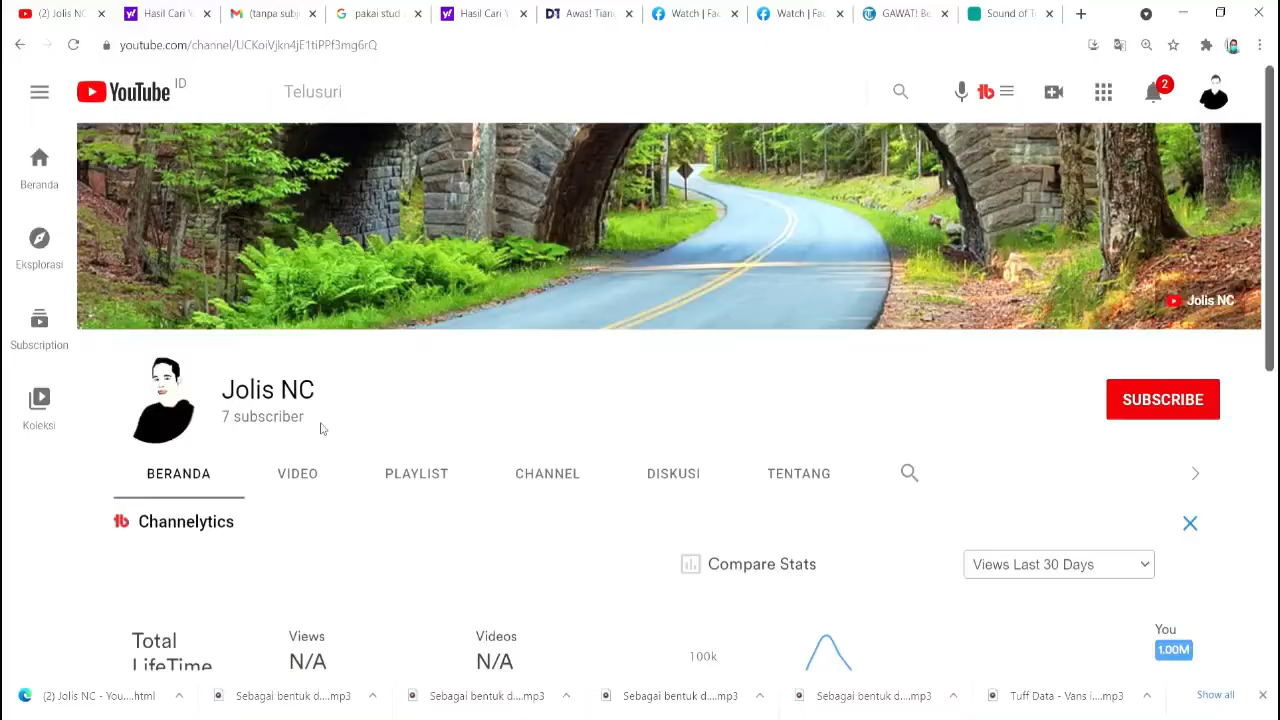 (2) Jolis NC
Hasil Cari
(tanpa subj
pakai stud
Hasil Cari
Awas! Tian
Watch | Fa
Watch | Fa
GAWAT! Be
Sound of T
youtube.com/channel/UCKoiVjkn4jE1tiPPf3mg6rQ
YouTube ID
Telusuri
2
Beranda
Eksplorasi
Subscription
Koleksi
Jolis NC
Jolis NC
7 subscriber
SUBSCRIBE
BERANDA VIDEO PLAYLIST CHANNEL DISKUSI TENTANG
Channelytics
Compare Stats
Views Last 30 Days
Total
LifeTime
Views
N/A
Videos
N/A
100k
You
1.00M
(2) Jolis NC - You....html
Sebagai bentuk d....mp3
Sebagai bentuk d....mp3
Sebagai bentuk d....mp3
Sebagai bentuk d....mp3
Tuff Data - Vans i....mp3
Show all